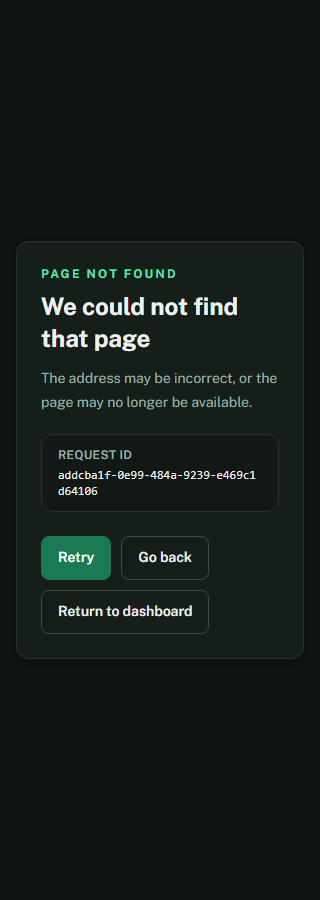 PAGE NOT FOUND
We could not find
that page
The address may be incorrect, or the
page may no longer be available.
REQUEST ID
addcba1f-0e99-484a-9239-e469c1
d64106
Retry
Go back
Return to dashboard